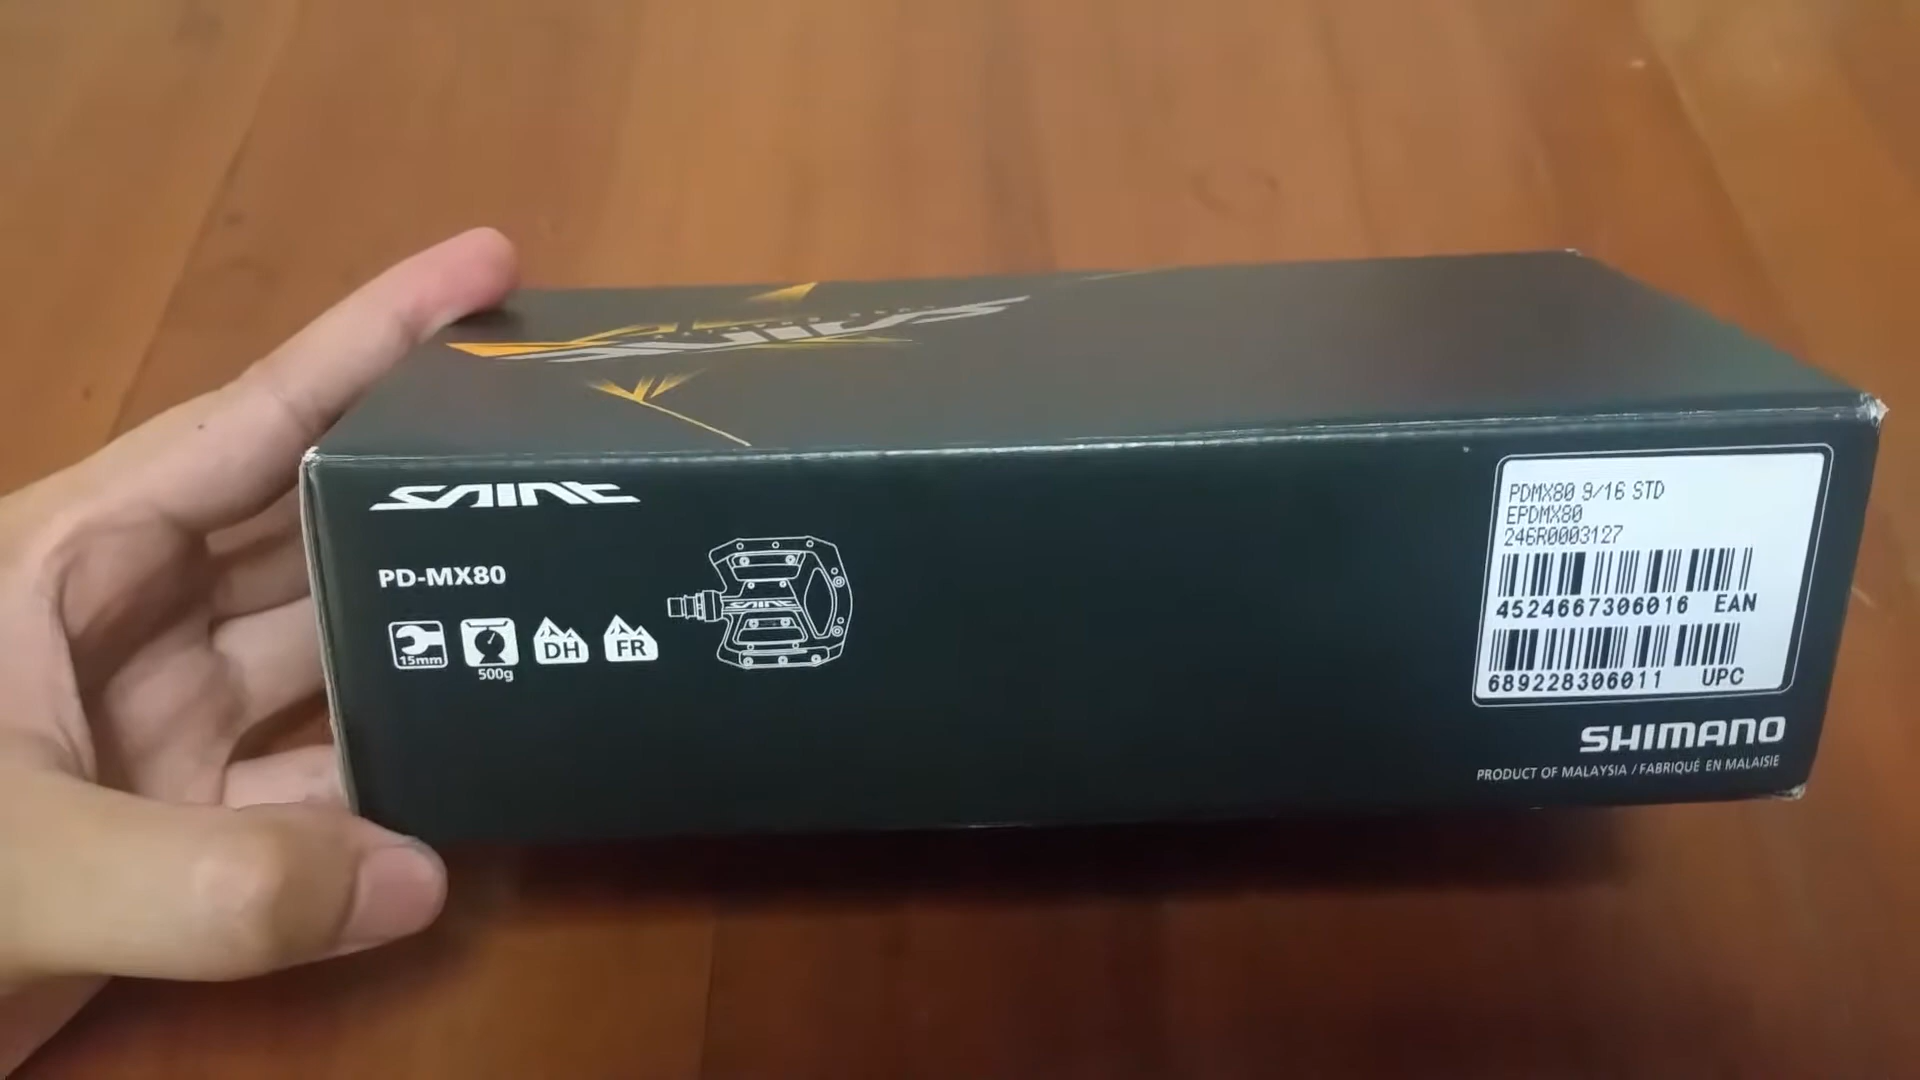 SAINT
SAINT
PD-MX80
15mm
500g
DH
FR
SAINT
PDMX80 9/16 STD
EPDMX80
246R0003127
4524667306016 EAN
689228306011 UPC
SHIMANO
PRODUCT OF MALAYSIA / FABRIQUÉ EN MALAISIE